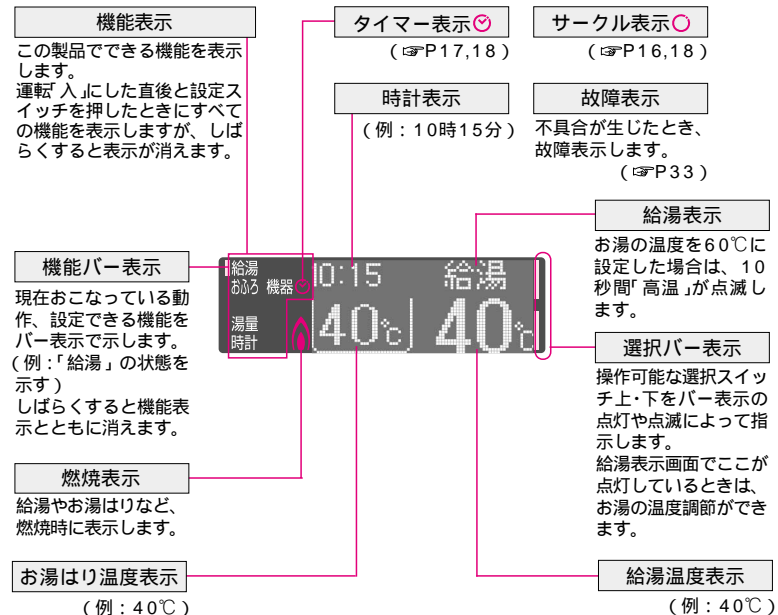 機能表示
この製品でできる機能を表示
します。
運転「入」にした直後と設定ス
イッチを押したときにすべて
の機能を表示しますが、しば
らくすると表示が消えます。
タイマー表示
(☞P17,18)
サークル表示
(☞P16,18)
時計表示
(例：10時15分)
故障表示
不具合が生じたとき、
故障表示します。
(☞P33)
給湯表示
お湯の温度を60℃に
設定した場合は、10
秒間「高温」が点滅し
ます。
機能バー表示
現在おこなっている動
作、設定できる機能を
バー表示で示します。
(例：「給湯」の状態を
示す)
しばらくすると機能表
示とともに消えます。
給湯
おふろ 機器
湯量
時計
10:15
給湯
40℃
40℃
選択バー表示
操作可能な選択スイッ
チ上・下をバー表示の
点灯や点滅によって指
示します。
給湯表示画面でここが
点灯しているときは、
お湯の温度調節ができ
ます。
燃焼表示
給湯やお湯はりなど、
燃焼時に表示します。
お湯はり温度表示
(例：40℃)
給湯温度表示
(例：40℃)